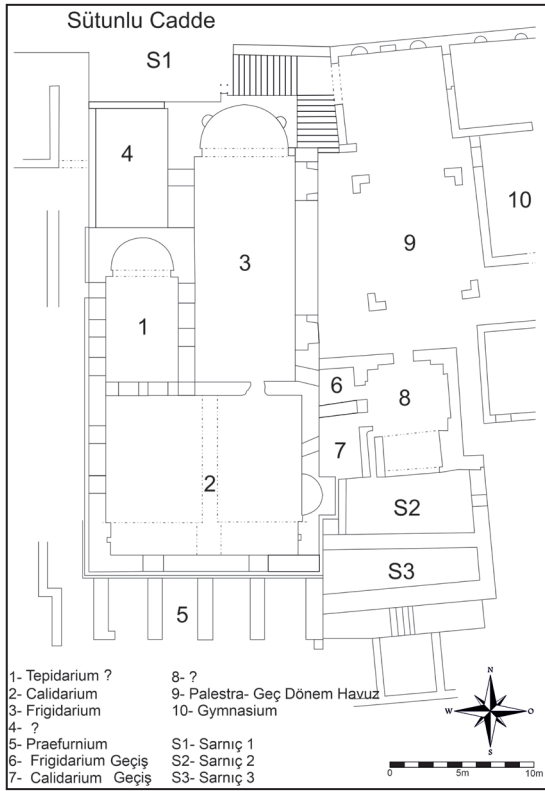 Sütunlu Cadde
S1
4
10
9
3
1
6
8
7
2
S2
S3
5
1- Tepidarium ?
2- Calidarium
3- Frigidarium
4- ?
5- Praefurnium
6- Frigidarium Geçiş
7- Calidarium Geçiş
8- ?
9- Palestra- Geç Dönem Havuz
10- Gymnasium
S1- Sarnıç 1
S2- Sarnıç 2
S3- Sarnıç 3
N
W O
S
0 5m 10m